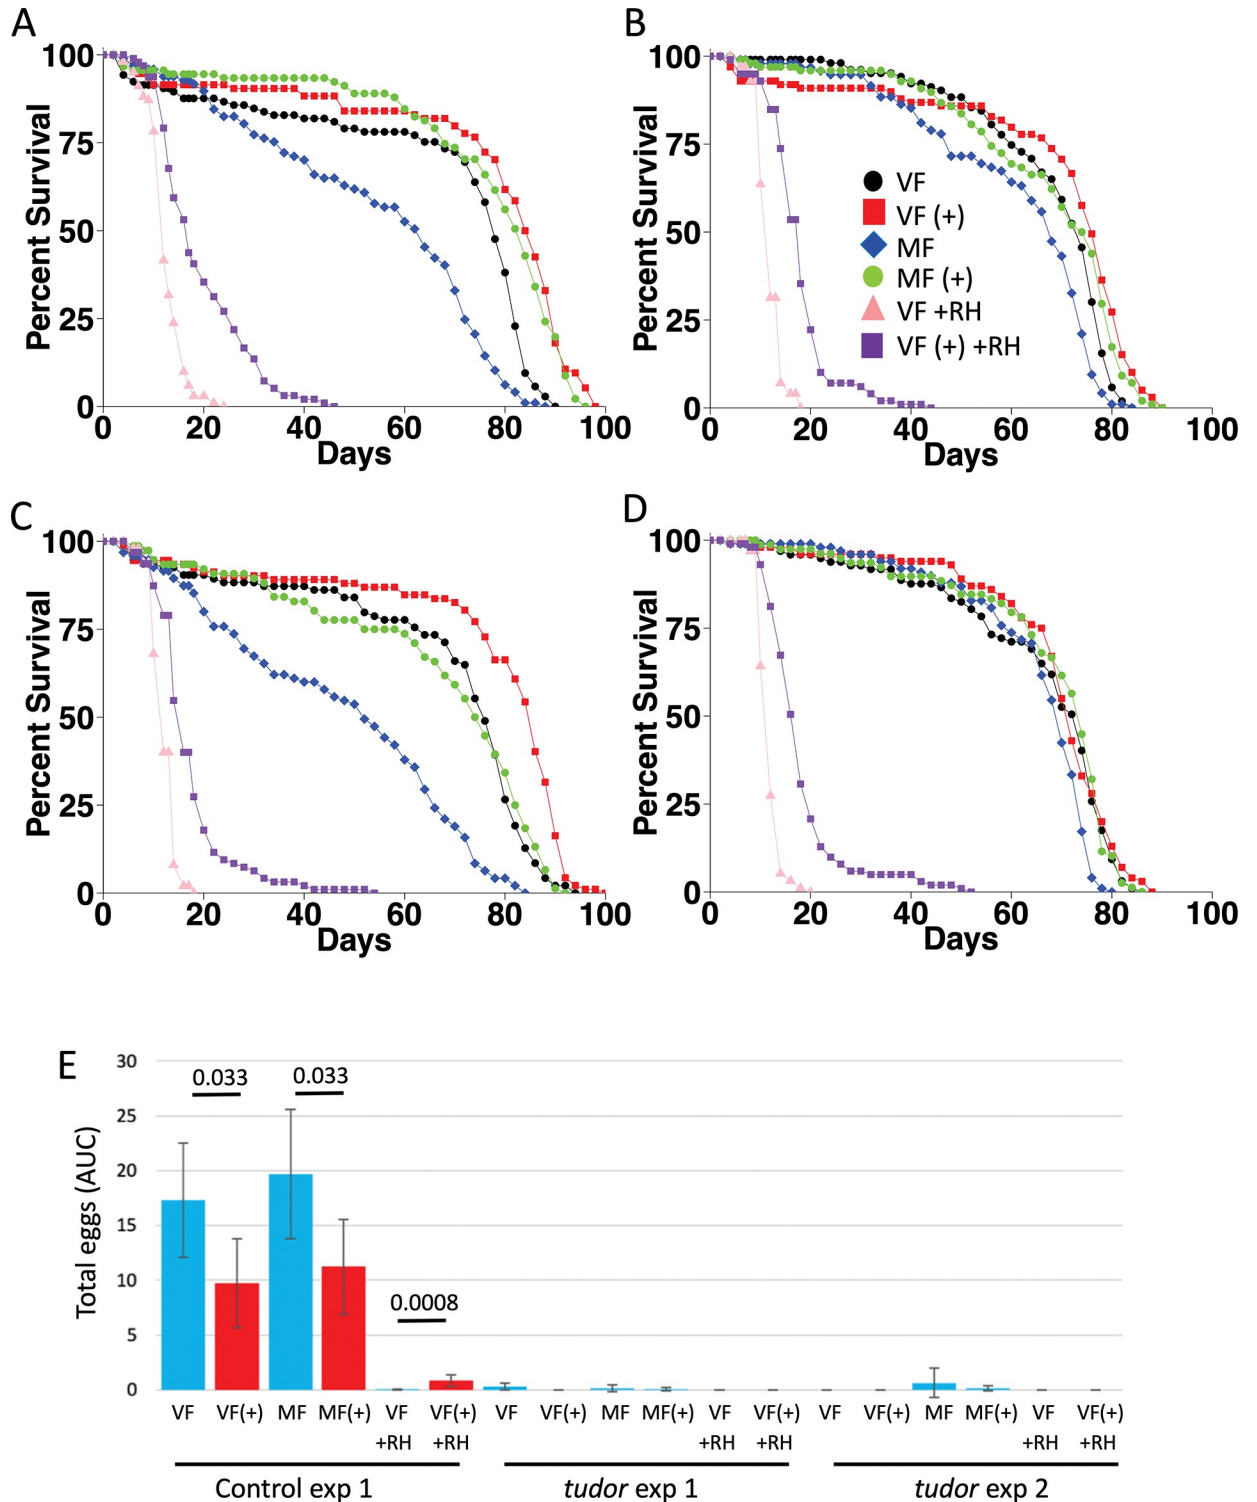 A
Percent Survival
100
75
50
25
0
0 20 40 60 80 100
Days
B
Percent Survival
100
75
50
25
0
VF
VF (+)
MF
MF (+)
VF +RH
VF (+) +RH
0 20 40 60 80 100
Days
C
Percent Survival
100
75
50
25
0
0 20 40 60 80 100
Days
D
Percent Survival
100
75
50
25
0
0 20 40 60 80 100
Days
E
Total eggs (AUC)
30
25
20
15
10
5
0
0.033 0.033
0.0008
VF VF(+) MF MF(+) VF VF(+) VF VF(+) MF MF(+) VF VF(+) VF VF(+) MF MF(+) VF VF(+)
+RH +RH +RH +RH +RH +RH
Control exp 1 tudor exp 1 tudor exp 2